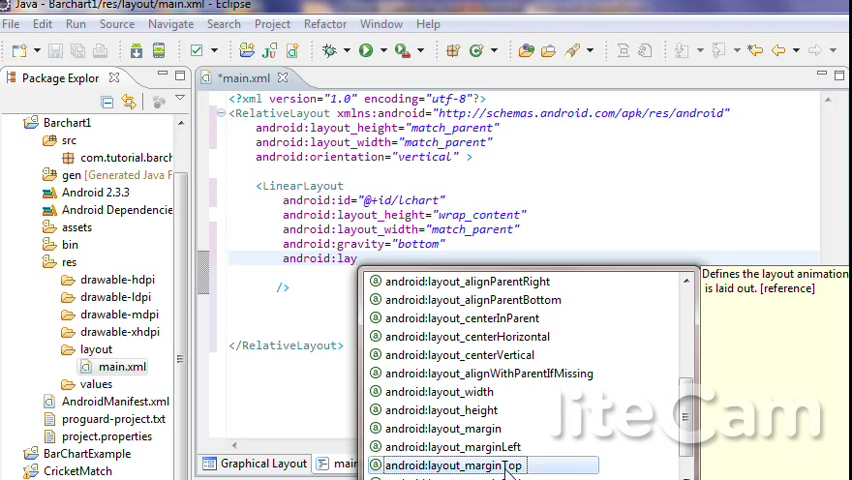 Java - Barchart1/res/layout/main.xml - Eclipse
File Edit Run Source Navigate Search Project Refactor Window Help
Package Explor
*main.xml
Barchart1
src
com.tutorial.barch
gen [Generated Java F
Android 2.3.3
Android Dependencie
assets
bin
res
drawable-hdpi
drawable-ldpi
drawable-mdpi
drawable-xhdpi
layout
main.xml
values
AndroidManifest.xml
proguard-project.txt
project.properties
BarChartExample
CricketMatch
<?xml version="1.0" encoding="utf-8"?>
<RelativeLayout xmlns:android="http://schemas.android.com/apk/res/android"
android:layout_height="match_parent"
android:layout_width="match_parent"
android:orientation="vertical" >
<LinearLayout
android:id="@+id/lchart"
android:layout_height="wrap_content"
android:layout_width="match_parent"
android:gravity="bottom"
android:lay
/>
</RelativeLayout>
android:layout_alignParentRight
android:layout_alignParentBottom
android:layout_centerInParent
android:layout_centerHorizontal
android:layout_centerVertical
android:layout_alignWithParentIfMissing
android:layout_width
android:layout_height
android:layout_margin
android:layout_marginLeft
android:layout_marginTop
Defines the layout animation
is laid out. [reference]
Graphical Layout
main
liteCam